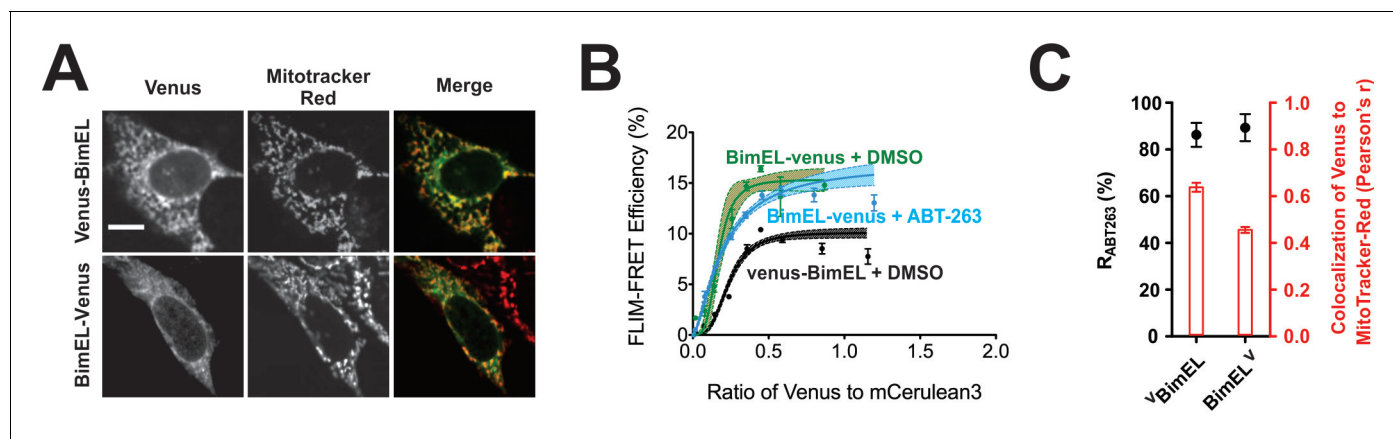 A
Venus
Mitotracker
Red
Merge
Venus-BimEL
BimEL-Venus
B
FLIM-FRET Efficiency (%)
20
15
10
5
0
BimEL-venus + DMSO
BimEL-venus + ABT-263
venus-BimEL + DMSO
0.0 0.5 1.0 1.5 2.0
Ratio of Venus to mCerulean3
C
RABT263 (%)
100
80
60
40
20
0
1.0
0.8
0.6
0.4
0.2
0.0
Colocalization of Venus to
MitoTracker-Red (Pearson's r)
VBimEL
BimELV